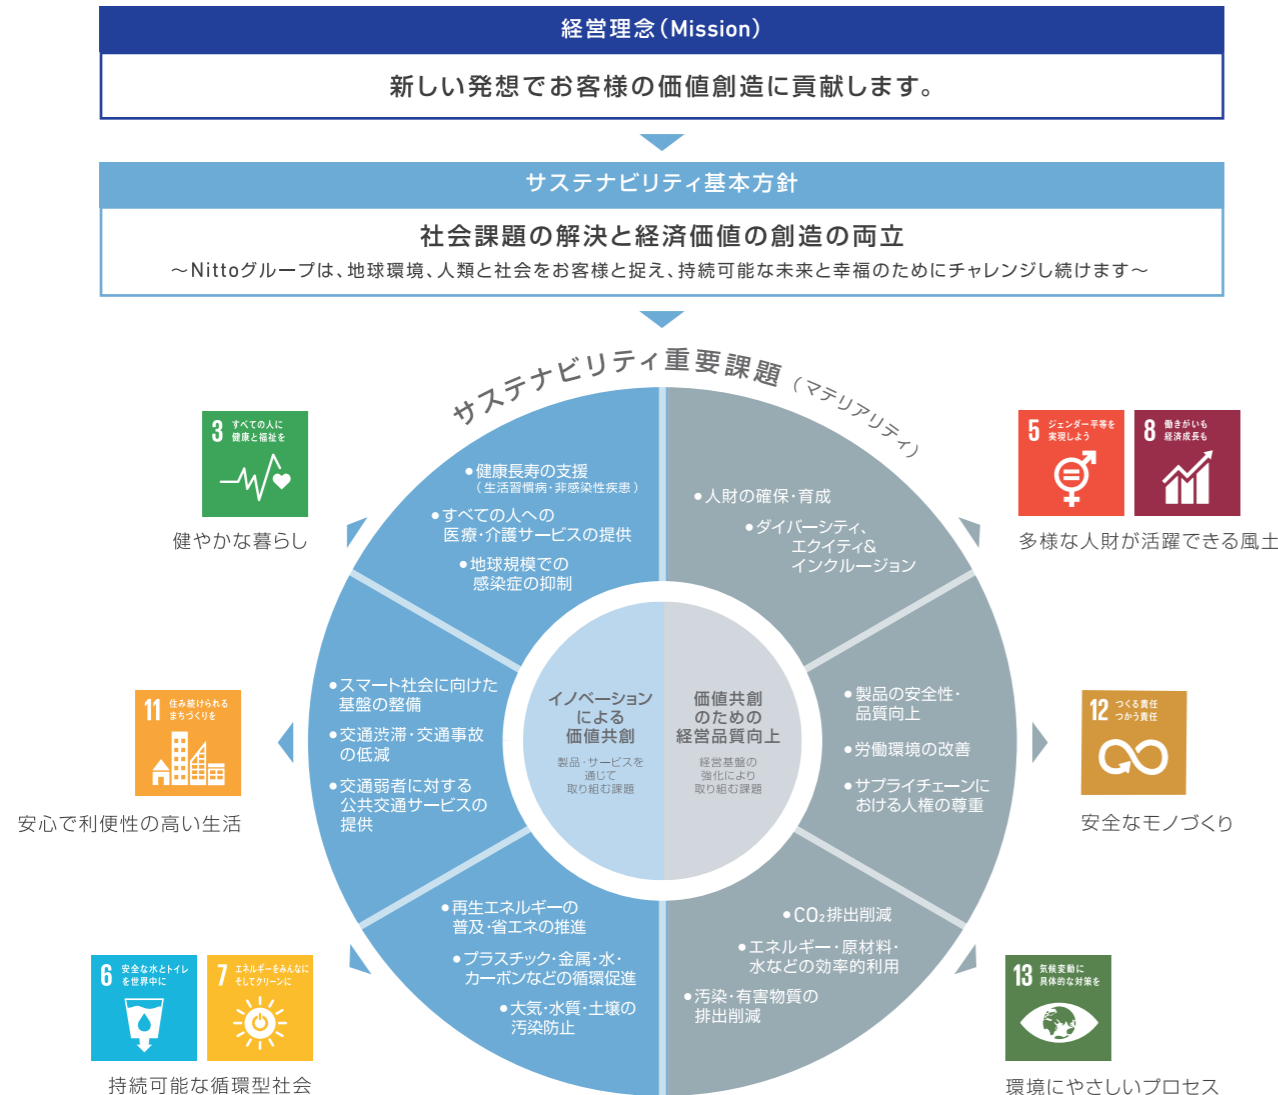 経営理念(Mission)
新しい発想でお客様の価値創造に貢献します。
サステナビリティ基本方針
社会課題の解決と経済価値の創造の両立
～Nittoグループは、地球環境、人類と社会をお客様と捉え、持続可能な未来と幸福のためにチャレンジし続けます～
サステナビリティ重要課題(マテリアリティ)
3 すべての人に
健康と福祉を
健やかな暮らし
●健康長寿の支援
(生活習慣病・非感染性疾患)
●すべての人への
医療・介護サービスの提供
●地球規模での
感染症の抑制
●人財の確保・育成
●ダイバーシティ、
エクイティ&
インクルージョン
5 ジェンダー平等を
実現しよう
8 働きがいも
経済成長も
多様な人財が活躍できる風土
11 住み続けられる
まちづくりを
安心で利便性の高い生活
●スマート社会に向けた
基盤の整備
●交通渋滞・交通事故
の低減
●交通弱者に対する
公共交通サービスの
提供
イノベーション
による
価値共創
製品・サービスを
通じて
取り組む課題
価値共創
のための
経営品質向上
経営基盤の
強化により
取り組む課題
●製品の安全性・
品質向上
●労働環境の改善
●サプライチェーンに
おける人権の尊重
12 つくる責任
つかう責任
安全なモノづくり
6 安全な水とトイレ
を世界中に
7 エネルギーをみんなに
そしてクリーンに
持続可能な循環型社会
●再生エネルギーの
普及・省エネの推進
●プラスチック・金属・水・
カーボンなどの循環促進
●大気・水質・土壌の
汚染防止
●CO₂排出削減
●エネルギー・原材料・
水などの効率的利用
●汚染・有害物質の
排出削減
13 気候変動に
具体的な対策を
環境にやさしいプロセス